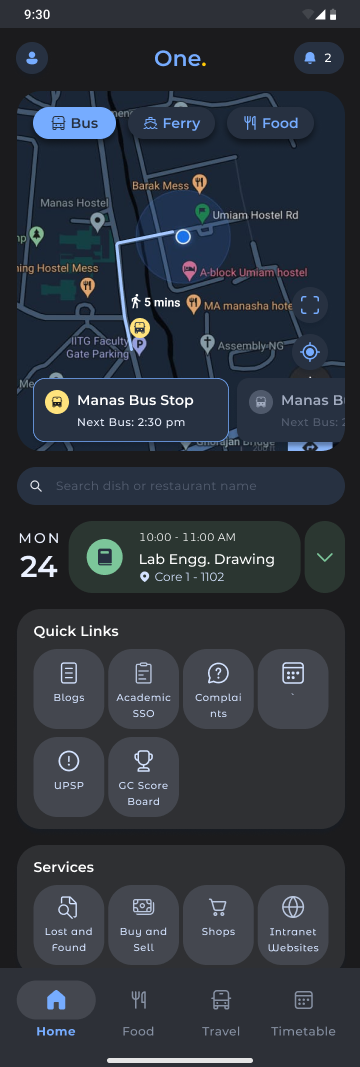 9:30
One.
2
Bus
Ferry
Food
Barak Mess
Manas Hostel
Umiam Hostel Rd
ning Hostel Mess
A-block Umiam hostel
5 mins
MA manasha hote
IITG Faculty
Gate Parking
Assembly NG
Manas Bus Stop
Next Bus: 2:30 pm
Manas B
Next Bus: 2
Search dish or restaurant name
MON
24
10:00 - 11:00 AM
Lab Engg. Drawing
Core 1 - 1102
Quick Links
Blogs
Academic
SSO
Complai
nts
`
UPSP
GC Score
Board
Services
Lost and
Found
Buy and
Sell
Shops
Intranet
Websites
Home
Food
Travel
Timetable